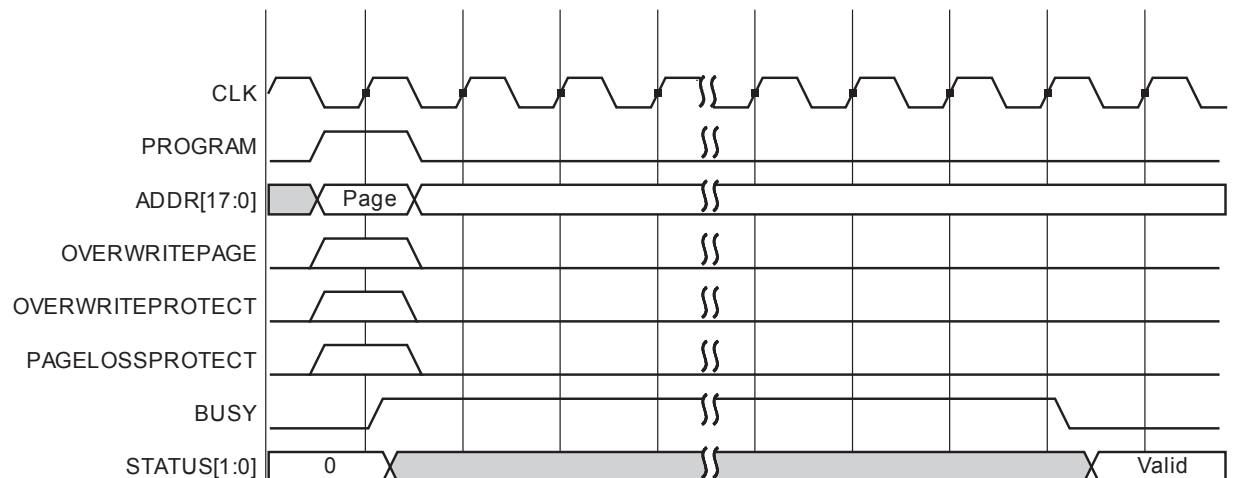 CLK
PROGRAM
ADDR[17:0] Page
OVERWRITEPAGE
OVERWRITEPROTECT
PAGELOSSPROTECT
BUSY
STATUS[1:0] 0 Valid